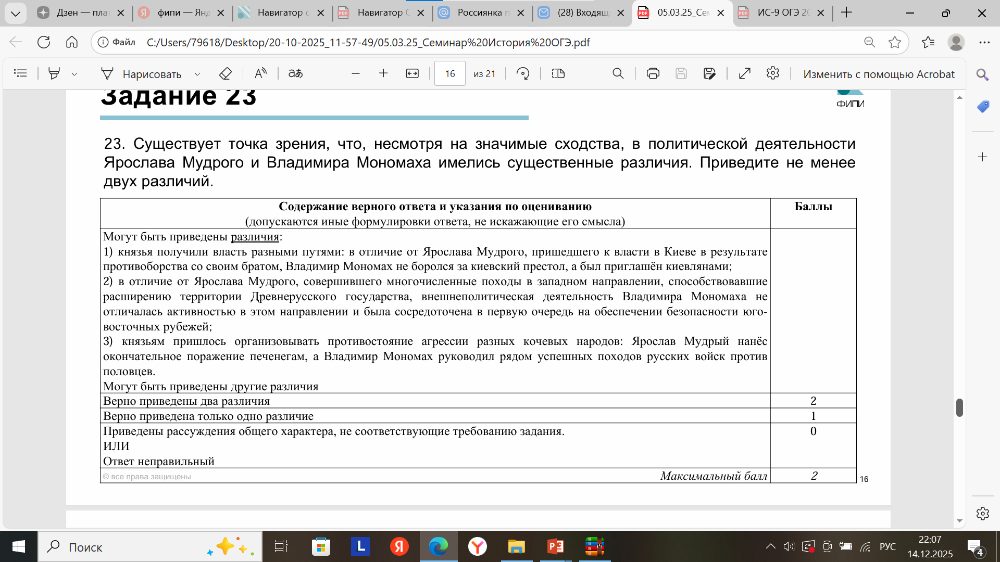 Дзен — плат
фипи — Янд
Навигатор с
Навигатор С
Россиянка п
(28) Входящ
05.03.25_Сем
ИС-9 ОГЭ 20
Файл
C:/Users/79618/Desktop/20-10-2025_11-57-49/05.03.25_Семинар%20История%20ОГЭ.pdf
Нарисовать
16
из 21
Изменить с помощью Acrobat
Задание 23
ФИПИ
23. Существует точка зрения, что, несмотря на значимые сходства, в политической деятельности
Ярослава Мудрого и Владимира Мономаха имелись существенные различия. Приведите не менее
двух различий.
Содержание верного ответа и указания по оцениванию
(допускаются иные формулировки ответа, не искажающие его смысла)
Баллы
Могут быть приведены различия:
1) князья получили власть разными путями: в отличие от Ярослава Мудрого, пришедшего к власти в Киеве в результате
противоборства со своим братом, Владимир Мономах не боролся за киевский престол, а был приглашён киевлянами;
2) в отличие от Ярослава Мудрого, совершившего многочисленные походы в западном направлении, способствовавшие
расширению территории Древнерусского государства, внешнеполитическая деятельность Владимира Мономаха не
отличалась активностью в этом направлении и была сосредоточена в первую очередь на обеспечении безопасности юго-
восточных рубежей;
3) князьям пришлось организовывать противостояние агрессии разных кочевых народов: Ярослав Мудрый нанёс
окончательное поражение печенегам, а Владимир Мономах руководил рядом успешных походов русских войск против
половцев.
Могут быть приведены другие различия
Верно приведены два различия
2
Верно приведена только одно различие
1
Приведены рассуждения общего характера, не соответствующие требованию задания.
0
ИЛИ
Ответ неправильный
© все права защищены
Максимальный балл
2
16
Поиск
РУС
22:07
14.12.2025
4